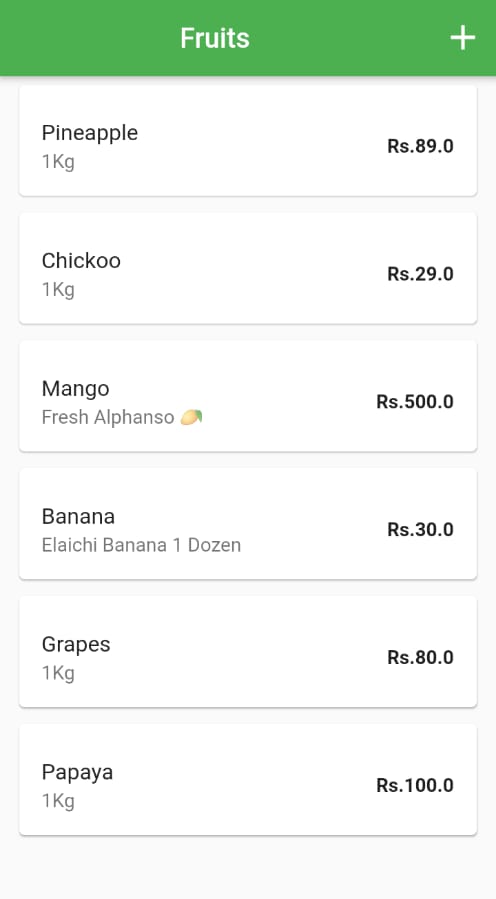 Fruits +
Pineapple
1Kg
Rs.89.0
Chickoo
1Kg
Rs.29.0
Mango
Fresh Alphanso 🥭
Rs.500.0
Banana
Elaichi Banana 1 Dozen
Rs.30.0
Grapes
1Kg
Rs.80.0
Papaya
1Kg
Rs.100.0